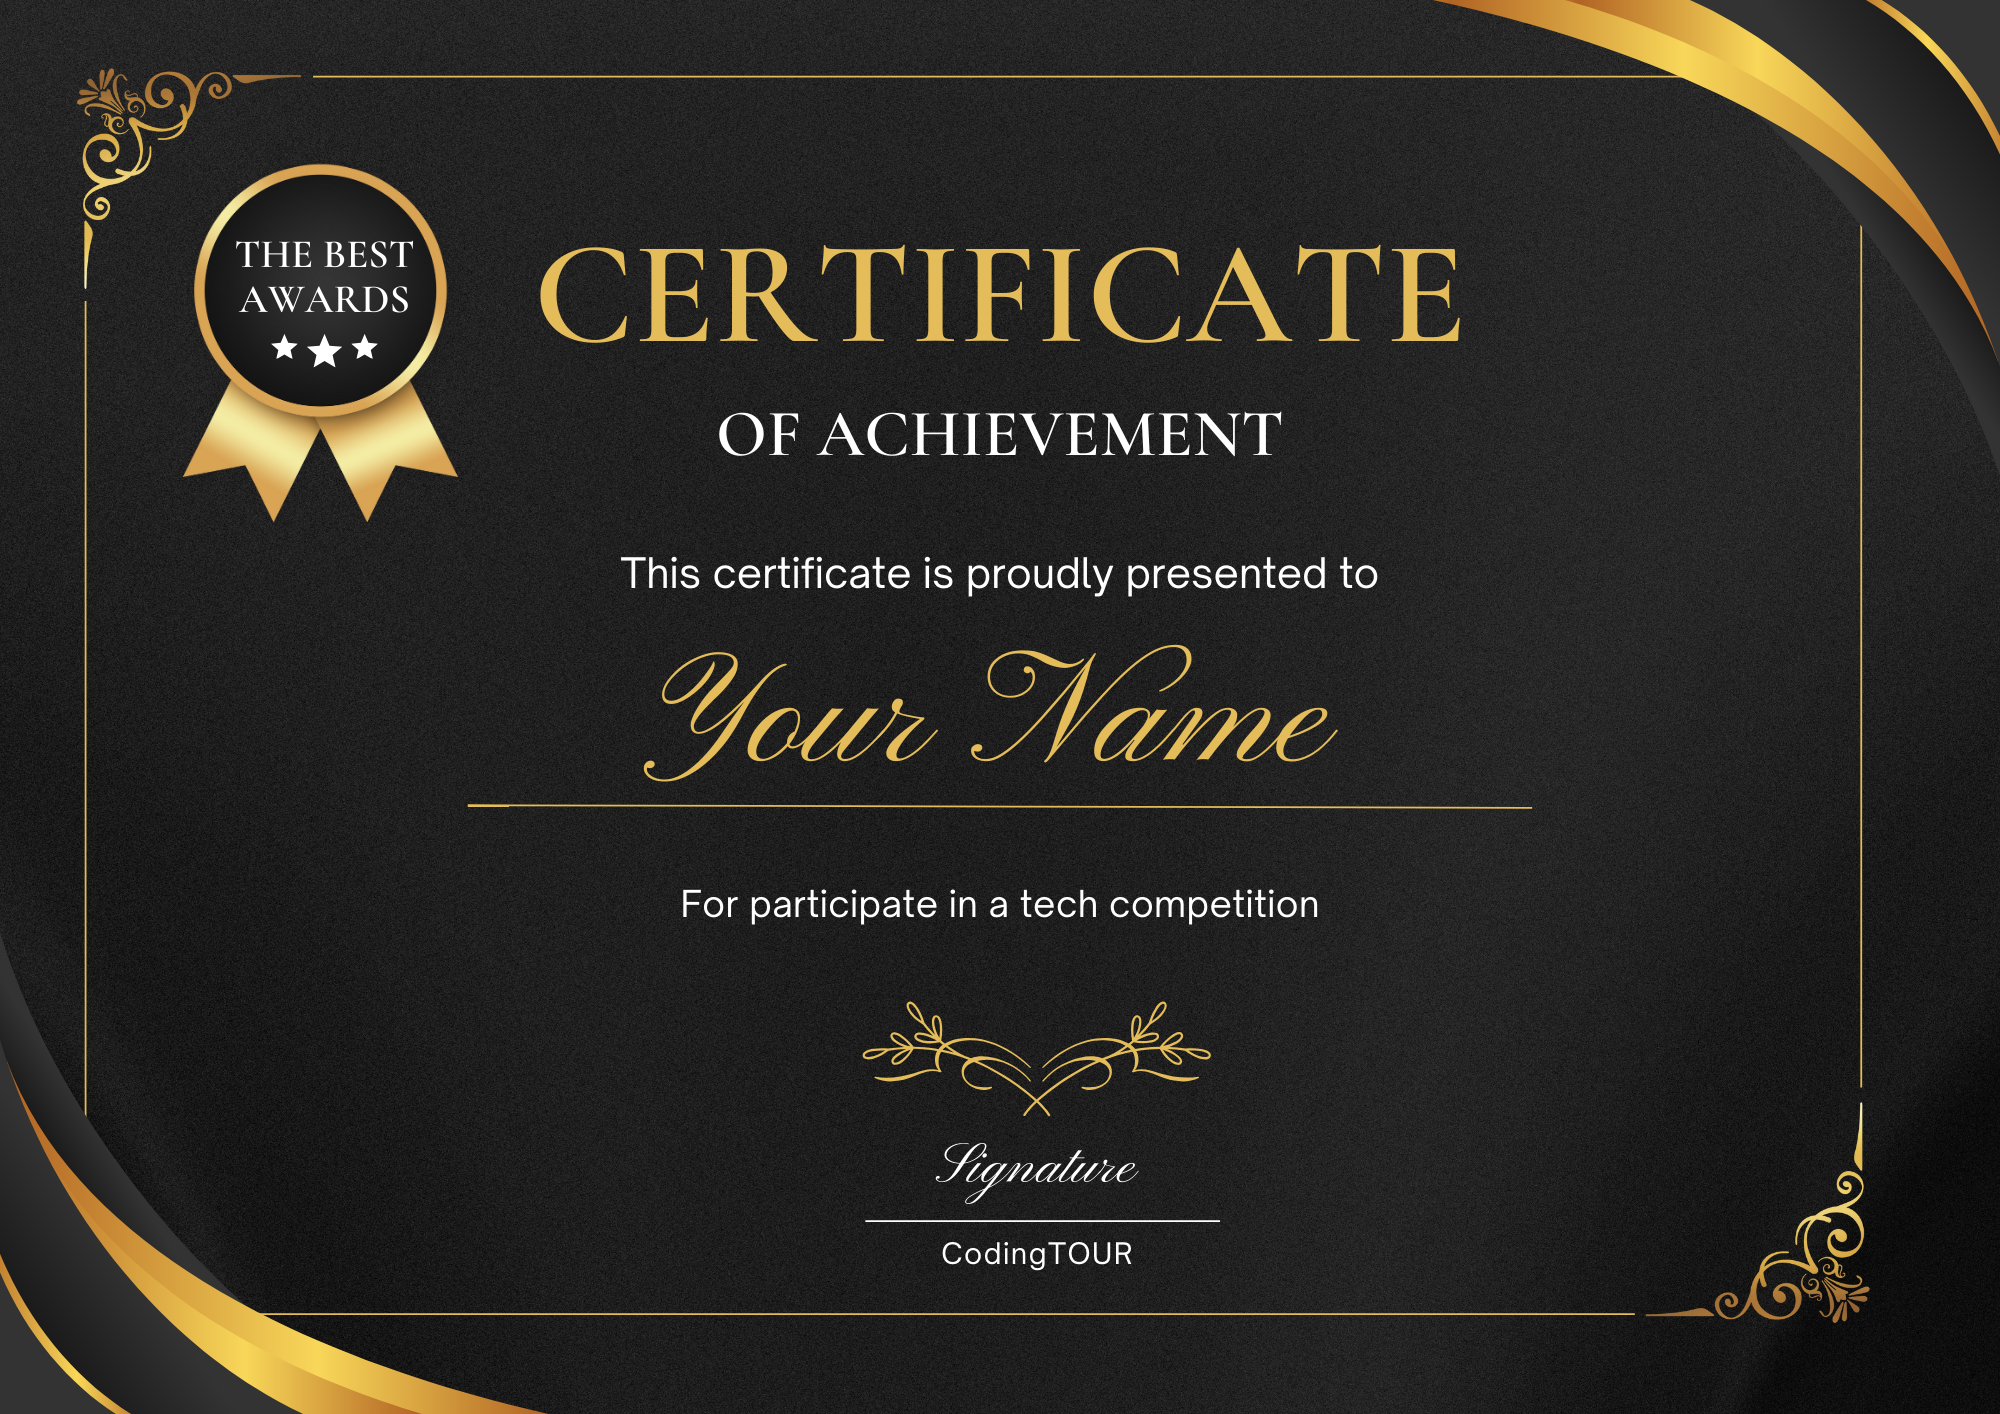 THE BEST
AWARDS
CERTIFICATE
OF ACHIEVEMENT
This certificate is proudly presented to
Your Name
For participate in a tech competition
Signature
CodingTOUR